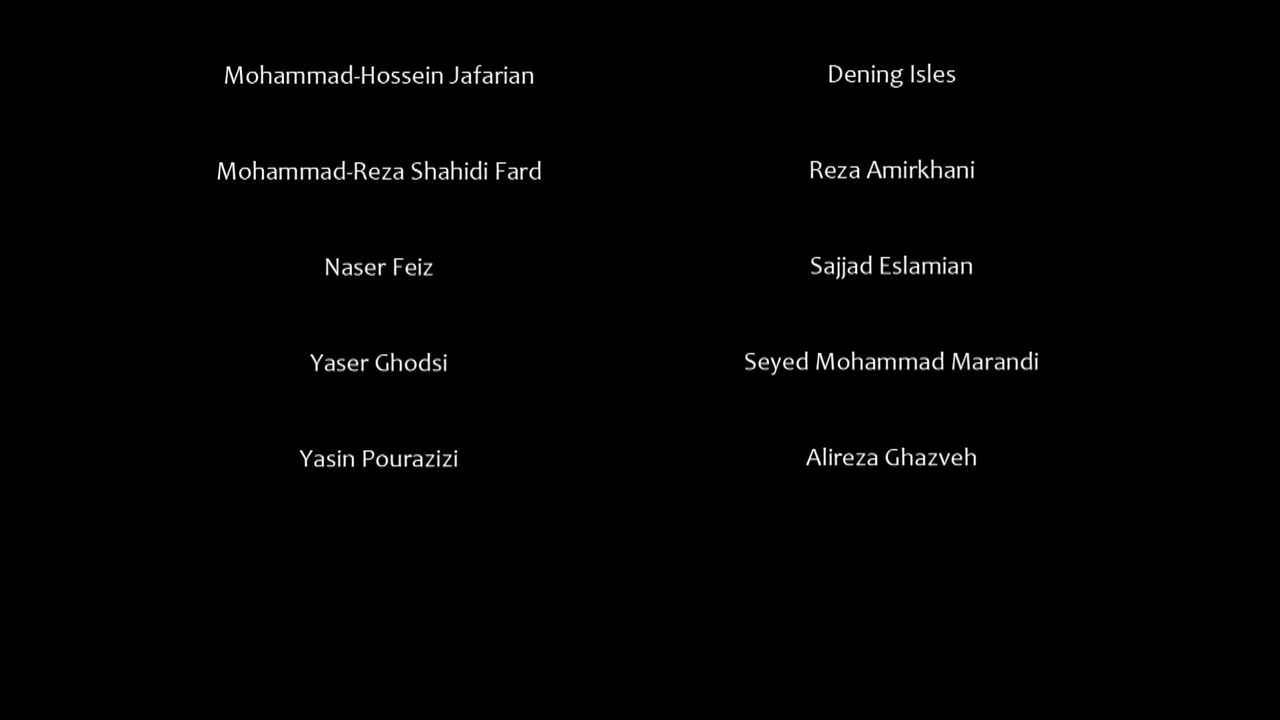 Mohammad-Hossein Jafarian
Dening Isles
Mohammad-Reza Shahidi Fard
Reza Amirkhani
Naser Feiz
Sajjad Eslamian
Yaser Ghodsi
Seyed Mohammad Marandi
Yasin Pourazizi
Alireza Ghazveh